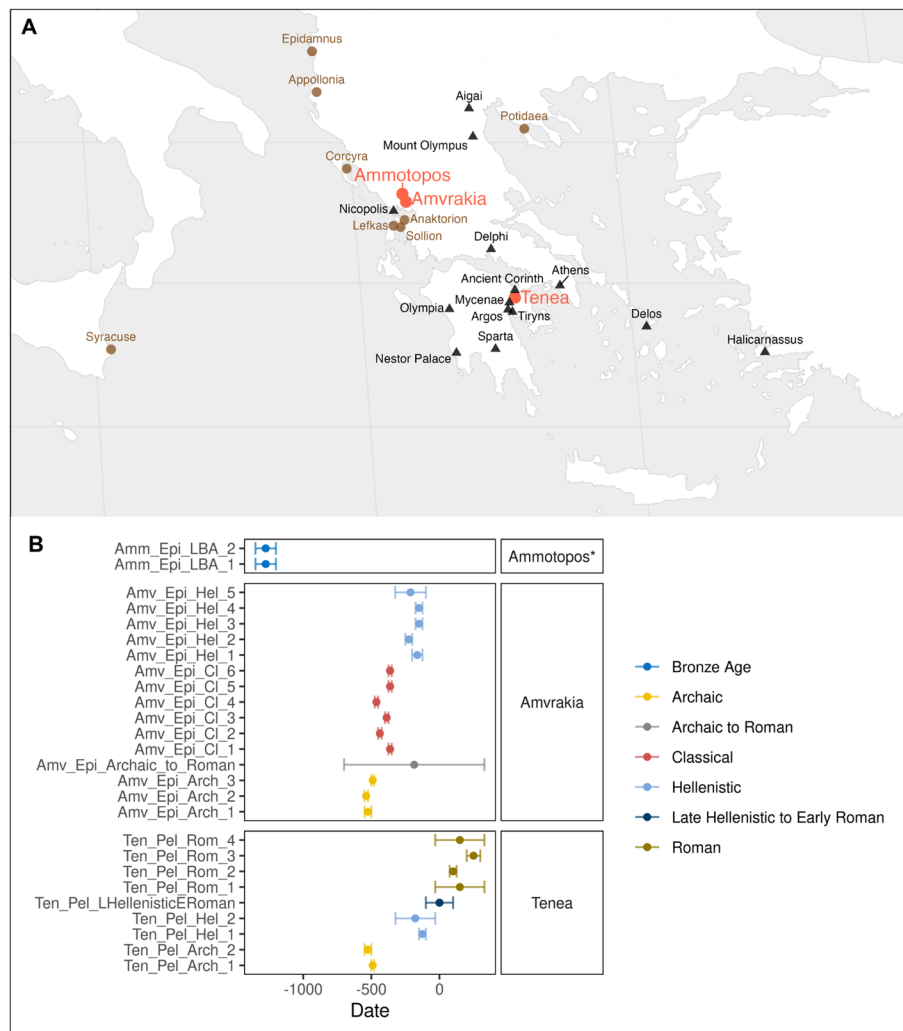 A
Epidamnus
Appollonia
Aigai
Potidaea
Mount Olympus
Corcyra
Ammotopos
Amvrakia
Nicopolis
Anaktorion
Lefkas
Sollion
Delphi
Ancient Corinth
Athens
Mycenae
Tenea
Olympia
Argos
Tiryns
Delos
Syracuse
Sparta
Halicarnassus
Nestor Palace
B
Amm_Epi_LBA_2
Amm_Epi_LBA_1
Ammotopos*
Amv_Epi_Hel_5
Amv_Epi_Hel_4
Amv_Epi_Hel_3
Amv_Epi_Hel_2
Amv_Epi_Hel_1
Amv_Epi_Cl_6
Amv_Epi_Cl_5
Amv_Epi_Cl_4
Amv_Epi_Cl_3
Amv_Epi_Cl_2
Amv_Epi_Cl_1
Amv_Epi_Archaic_to_Roman
Amv_Epi_Arch_3
Amv_Epi_Arch_2
Amv_Epi_Arch_1
Amvrakia
Ten_Pel_Rom_4
Ten_Pel_Rom_3
Ten_Pel_Rom_2
Ten_Pel_Rom_1
Ten_Pel_LHellenisticERoman
Ten_Pel_Hel_2
Ten_Pel_Hel_1
Ten_Pel_Arch_2
Ten_Pel_Arch_1
Tenea
-1000 -500 0
Date
Bronze Age
Archaic
Archaic to Roman
Classical
Hellenistic
Late Hellenistic to Early Roman
Roman